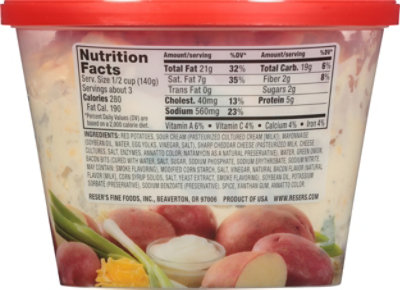 Nutrition
Facts
Serv. Size 1/2 cup (140g)
Servings about 3
Calories 280
Fat Cal. 190
*Percent Daily Values (DV) are
based on a 2,000 calorie diet.
Amount/serving %DV*
Total Fat 21g 32%
Sat. Fat 7g 35%
Trans Fat 0g
Cholest. 40mg 13%
Sodium 560mg 23%
Amount/serving %DV*
Total Carb. 19g 6%
Fiber 2g 8%
Sugars 2g
Protein 5g
Vitamin A 6% • Vitamin C 4% • Calcium 4% • Iron 4%
INGREDIENTS: RED POTATOES, SOUR CREAM (PASTEURIZED CULTURED CREAM [MILK]), MAYONNAISE
(SOYBEAN OIL, WATER, EGG YOLKS, VINEGAR, SALT), SHARP CHEDDAR CHEESE (PASTEURIZED MILK, CHEESE
CULTURES, SALT, ENZYMES, ANNATTO COLOR, NATAMYCIN AS A NATURAL PRESERVATIVE), WATER, GREEN ONION,
BACON BITS (CURED WITH WATER, SALT, SUGAR, SODIUM PHOSPHATE, SODIUM ERYTHORBATE, SODIUM NITRITE.
MAY CONTAIN: SMOKE FLAVORING), MODIFIED CORN STARCH, SALT, VINEGAR, NATURAL BACON FLAVOR (NATURAL
FLAVOR [MILK], CORN SYRUP SOLIDS, SALT, YEAST EXTRACT, SMOKE FLAVORING), SOYBEAN OIL, POTASSIUM
SORBATE (PRESERVATIVE), SODIUM BENZOATE (PRESERVATIVE), SPICE, XANTHAN GUM, ANNATTO COLOR.
RESER'S FINE FOODS, INC., BEAVERTON, OR 97006 PRODUCT OF USA WWW.RESERS.COM